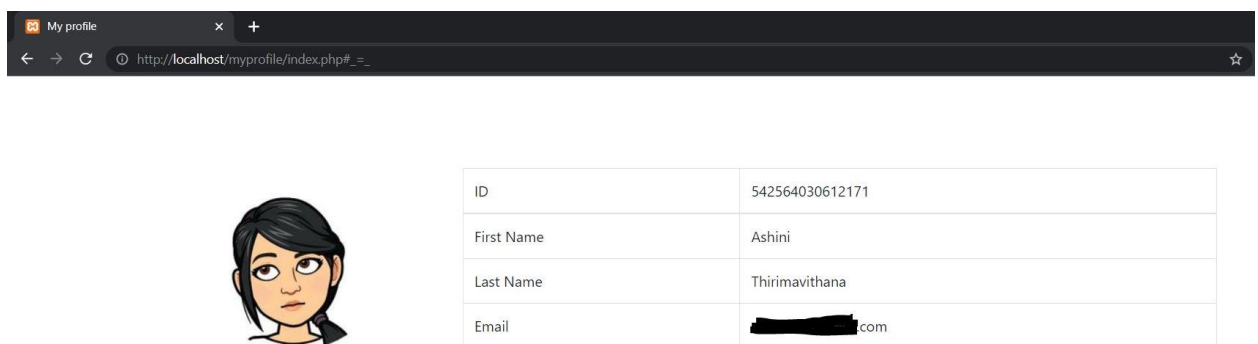 My profile
http://localhost/myprofile/index.php#_=_
ID 542564030612171
First Name Ashini
Last Name Thirimavithana
Email .com